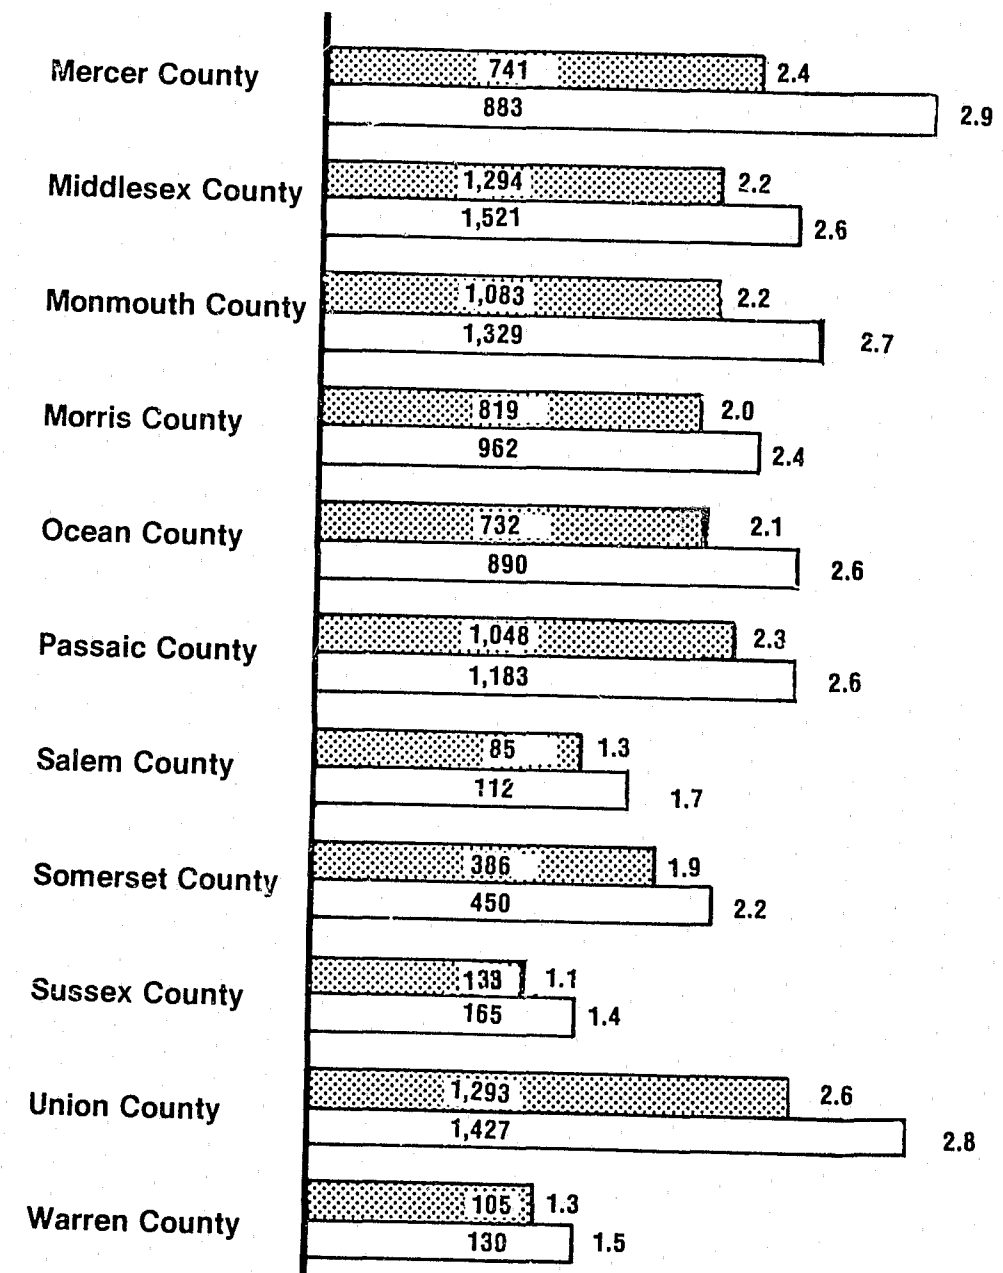 Mercer County 741 2.4
883 2.9
Middlesex County 1,294 2.2
1,521 2.6
Monmouth County 1,083 2.2
1,329 2.7
Morris County 819 2.0
962 2.4
Ocean County 732 2.1
890 2.6
Passaic County 1,048 2.3
1,183 2.6
Salem County 85 1.3
112 1.7
Somerset County 386 1.9
450 2.2
Sussex County 133 1.1
165 1.4
Union County 1,293 2.6
1,427 2.8
Warren County 105 1.3
130 1.5